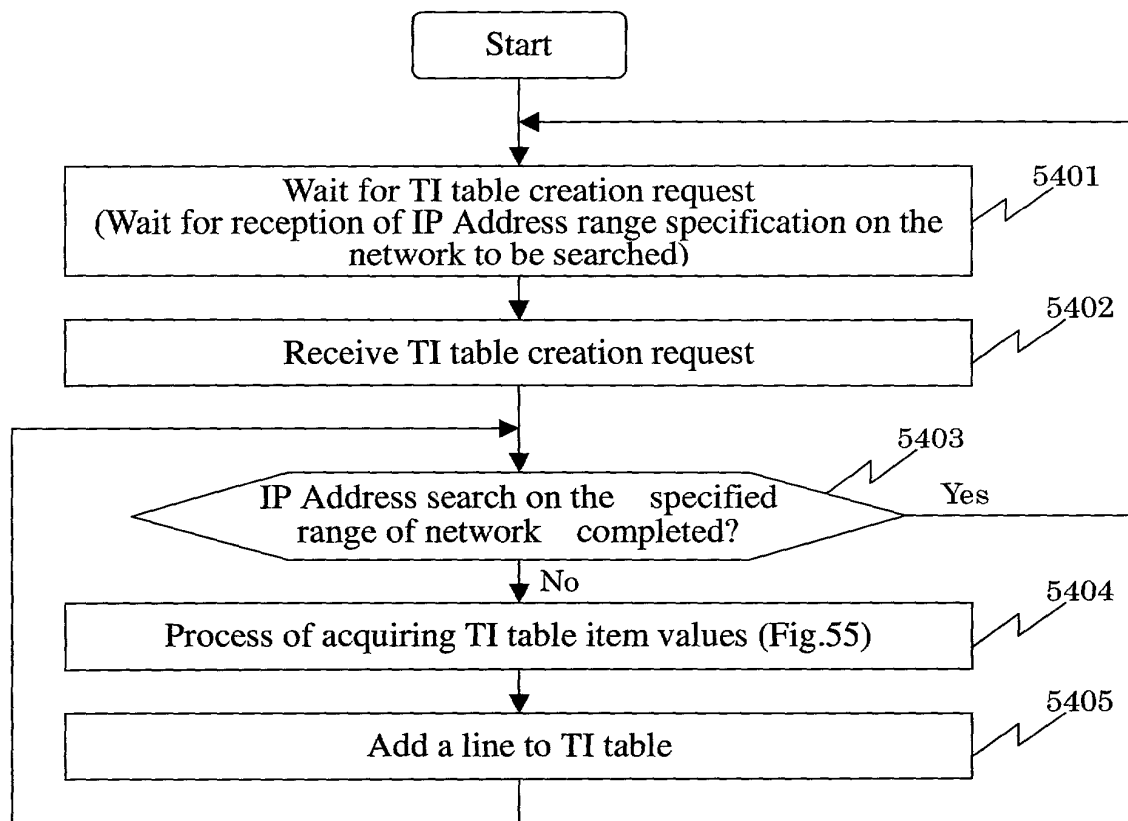 Start
Wait for TI table creation request
(Wait for reception of IP Address range specification on the
network to be searched)
5401
Receive TI table creation request
5402
IP Address search on the specified
range of network completed?
5403
Yes
No
Process of acquiring TI table item values (Fig.55)
5404
Add a line to TI table
5405